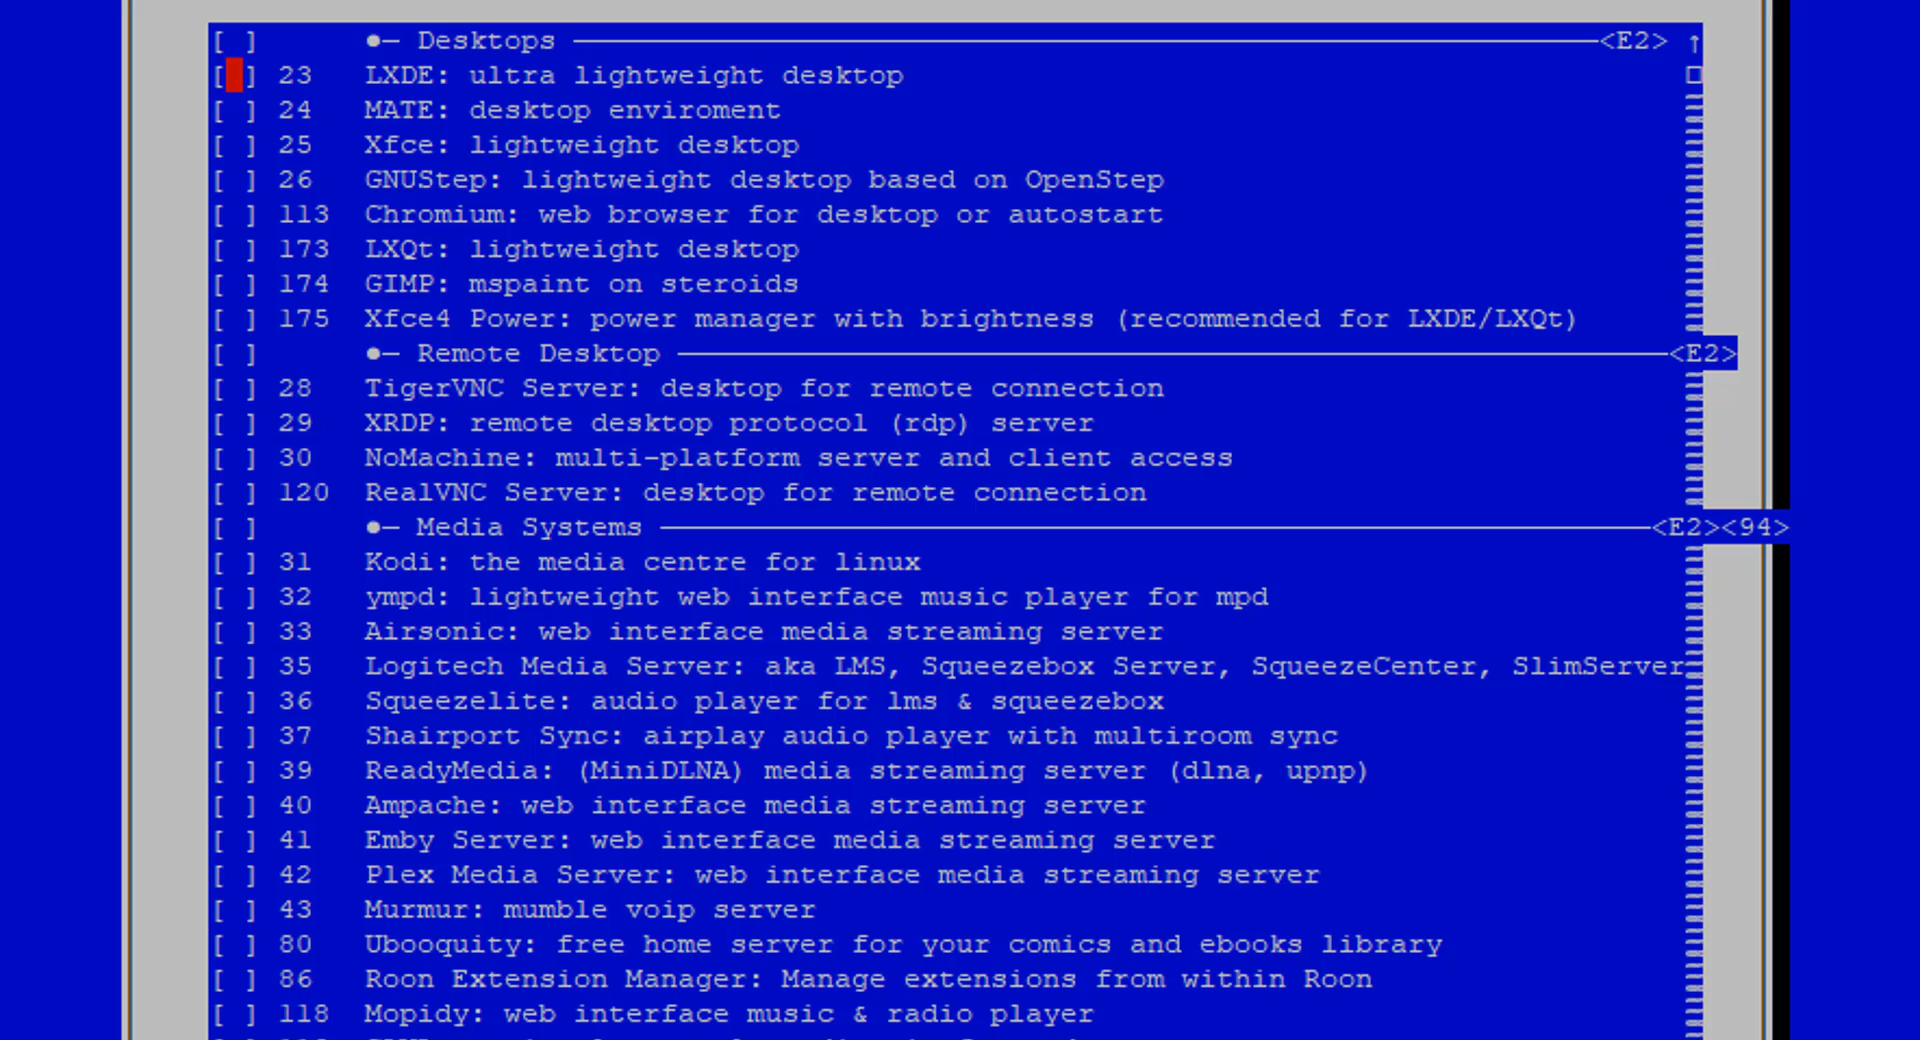 [ ] ●─ Desktops ─<E2> ↑
[ ] 23 LXDE: ultra lightweight desktop
[ ] 24 MATE: desktop enviroment
[ ] 25 Xfce: lightweight desktop
[ ] 26 GNUStep: lightweight desktop based on OpenStep
[ ] 113 Chromium: web browser for desktop or autostart
[ ] 173 LXQt: lightweight desktop
[ ] 174 GIMP: mspaint on steroids
[ ] 175 Xfce4 Power: power manager with brightness (recommended for LXDE/LXQt)
[ ] ●─ Remote Desktop ─<E2>
[ ] 28 TigerVNC Server: desktop for remote connection
[ ] 29 XRDP: remote desktop protocol (rdp) server
[ ] 30 NoMachine: multi-platform server and client access
[ ] 120 RealVNC Server: desktop for remote connection
[ ] ●─ Media Systems ─<E2><94>
[ ] 31 Kodi: the media centre for linux
[ ] 32 ympd: lightweight web interface music player for mpd
[ ] 33 Airsonic: web interface media streaming server
[ ] 35 Logitech Media Server: aka LMS, Squeezebox Server, SqueezeCenter, SlimServer
[ ] 36 Squeezelite: audio player for lms & squeezebox
[ ] 37 Shairport Sync: airplay audio player with multiroom sync
[ ] 39 ReadyMedia: (MiniDLNA) media streaming server (dlna, upnp)
[ ] 40 Ampache: web interface media streaming server
[ ] 41 Emby Server: web interface media streaming server
[ ] 42 Plex Media Server: web interface media streaming server
[ ] 43 Murmur: mumble voip server
[ ] 80 Ubooquity: free home server for your comics and ebooks library
[ ] 86 Roon Extension Manager: Manage extensions from within Roon
[ ] 118 Mopidy: web interface music & radio player